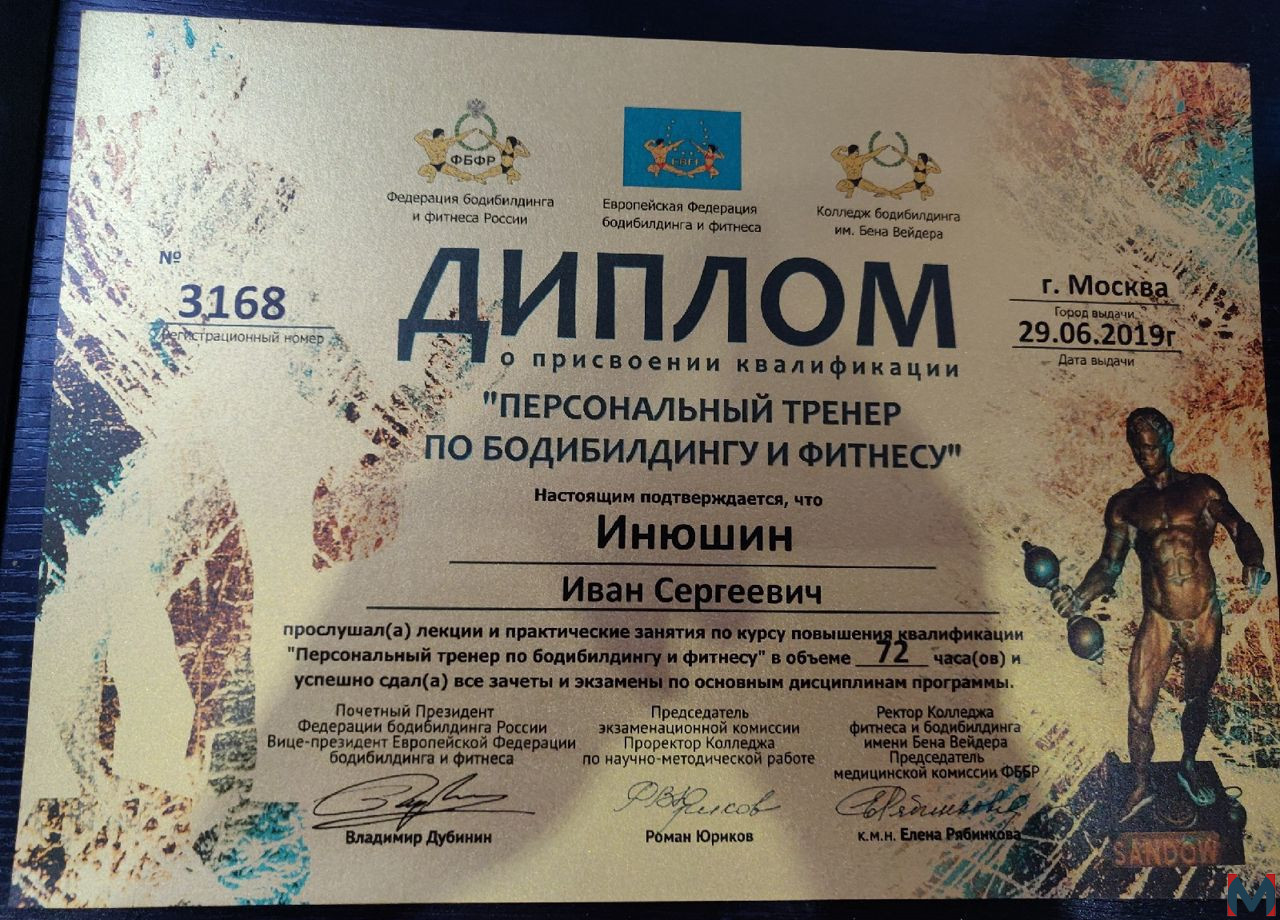 ФБФР
Федерация бодибилдинга
и фитнеса России
Европейская Федерация
бодибилдинга и фитнеса
Колледж бодибилдинга
им. Бена Вейдера
№
3168
Регистрационный номер
г. Москва
Город выдачи
29.06.2019г
Дата выдачи
ДИПЛОМ
о присвоении квалификации
"ПЕРСОНАЛЬНЫЙ ТРЕНЕР
ПО БОДИБИЛДИНГУ И ФИТНЕСУ"
Настоящим подтверждается, что
Инюшин
Иван Сергеевич
прослушал(а) лекции и практические занятия по курсу повышения квалификации
"Персональный тренер по бодибилдингу и фитнесу" в объеме 72 часа(ов) и
успешно сдал(а) все зачеты и экзамены по основным дисциплинам программы.
Почетный Президент
Федерации бодибилдинга России
Вице-президент Европейской Федерации
бодибилдинга и фитнеса
Владимир Дубинин
Председатель
экзаменационной комиссии
Проректор Колледжа
по научно-методической работе
Роман Юриков
Ректор Колледжа
фитнеса и бодибилдинга
имени Бена Вейдера
Председатель
медицинской комиссии ФББР
к.м.н. Елена Рябинкова
SANDOW
M